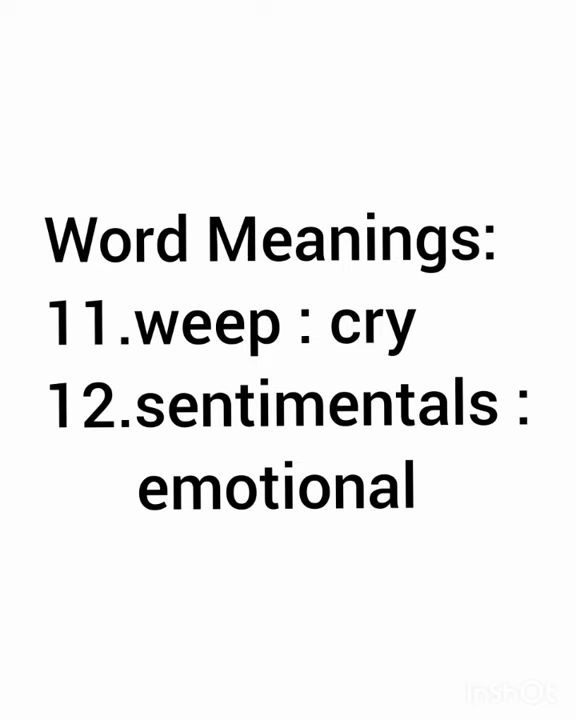 Word Meanings:
11.weep : cry
12.sentimentals :
emotional
InShOt